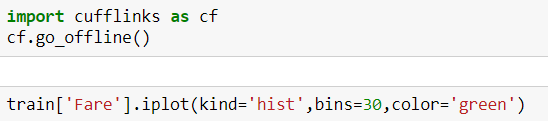 import cufflinks as cf
cf.go_offline()
train['Fare'].iplot(kind='hist',bins=30,color='green')